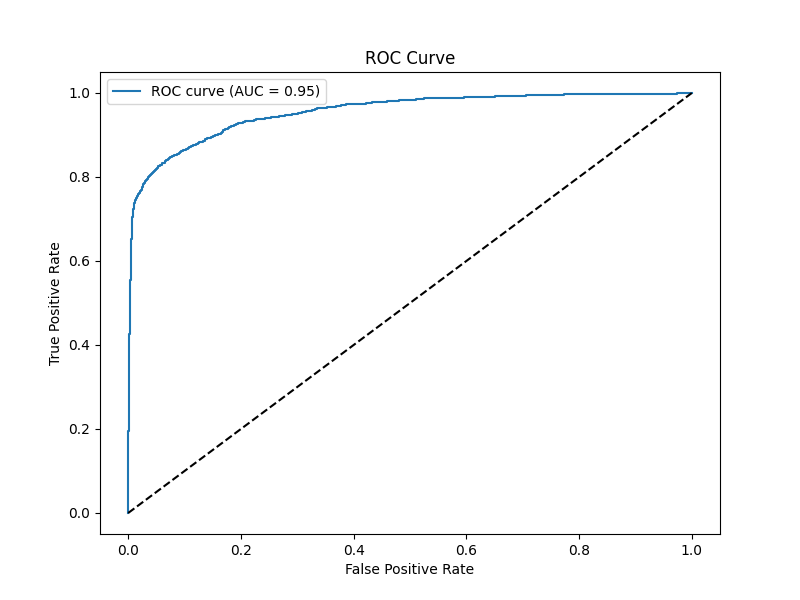 ROC Curve
ROC curve (AUC = 0.95)
1.0
0.8
0.6
0.4
0.2
0.0
True Positive Rate
0.0 0.2 0.4 0.6 0.8 1.0
False Positive Rate